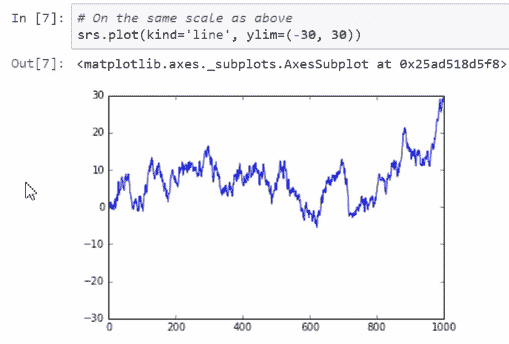 In [7]:
# On the same scale as above
srs.plot(kind='line', ylim=(-30, 30))
Out[7]:
<matplotlib.axes._subplots.AxesSubplot at 0x25ad518d5f8>
30
20
10
0
−10
−20
−30
0 200 400 600 800 1000